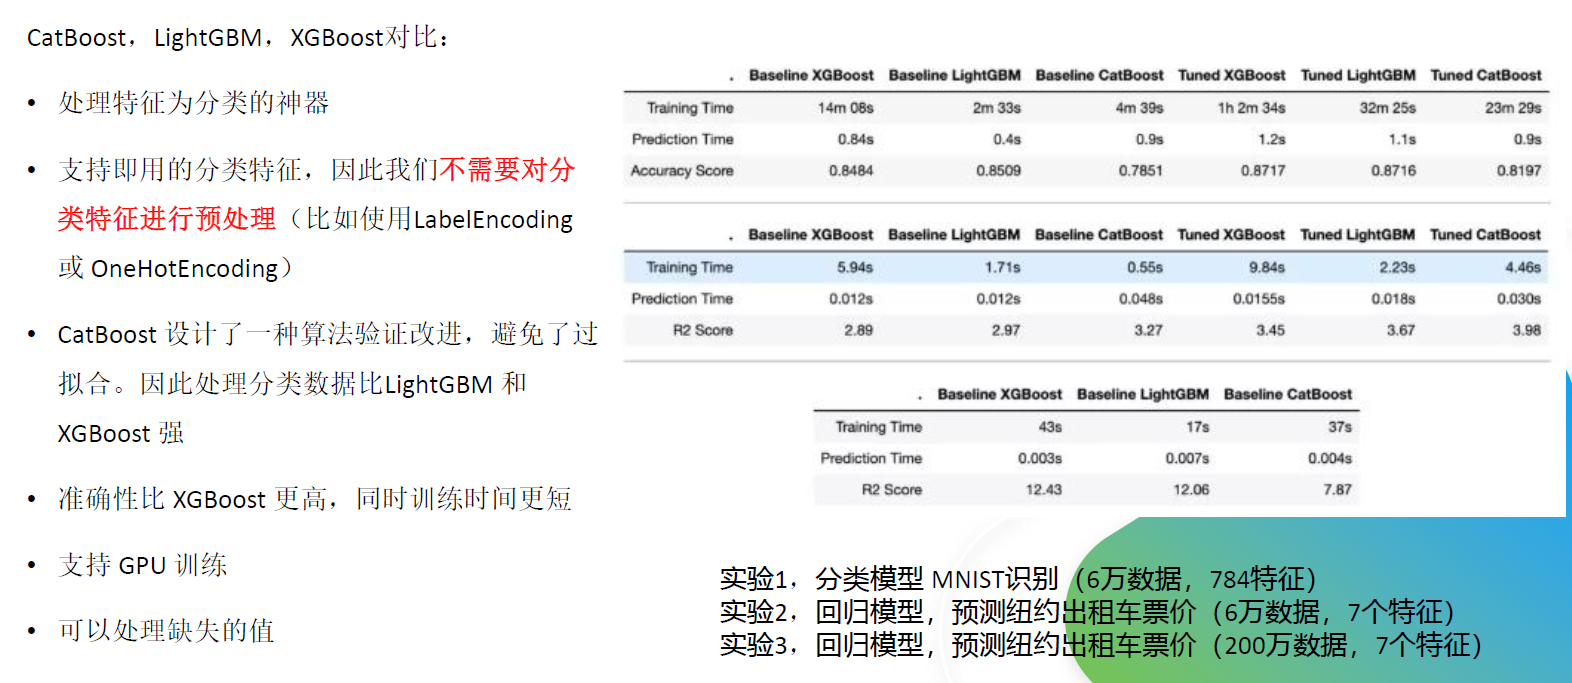 CatBoost，LightGBM，XGBoost对比：
• 处理特征为分类的神器
• 支持即用的分类特征，因此我们不需要对分
类特征进行预处理（比如使用LabelEncoding
或 OneHotEncoding）
• CatBoost 设计了一种算法验证改进，避免了过
拟合。因此处理分类数据比LightGBM 和
XGBoost 强
• 准确性比 XGBoost 更高，同时训练时间更短
• 支持 GPU 训练
• 可以处理缺失的值
. Baseline XGBoost Baseline LightGBM Baseline CatBoost Tuned XGBoost Tuned LightGBM Tuned CatBoost
Training Time 14m 08s 2m 33s 4m 39s 1h 2m 34s 32m 25s 23m 29s
Prediction Time 0.84s 0.4s 0.9s 1.2s 1.1s 0.9s
Accuracy Score 0.8484 0.8509 0.7851 0.8717 0.8716 0.8197
. Baseline XGBoost Baseline LightGBM Baseline CatBoost Tuned XGBoost Tuned LightGBM Tuned CatBoost
Training Time 5.94s 1.71s 0.55s 9.84s 2.23s 4.46s
Prediction Time 0.012s 0.012s 0.048s 0.0155s 0.018s 0.030s
R2 Score 2.89 2.97 3.27 3.45 3.67 3.98
. Baseline XGBoost Baseline LightGBM Baseline CatBoost
Training Time 43s 17s 37s
Prediction Time 0.003s 0.007s 0.004s
R2 Score 12.43 12.06 7.87
实验1，分类模型 MNIST识别（6万数据，784特征）
实验2，回归模型，预测纽约出租车票价（6万数据，7个特征）
实验3，回归模型，预测纽约出租车票价（200万数据，7个特征）